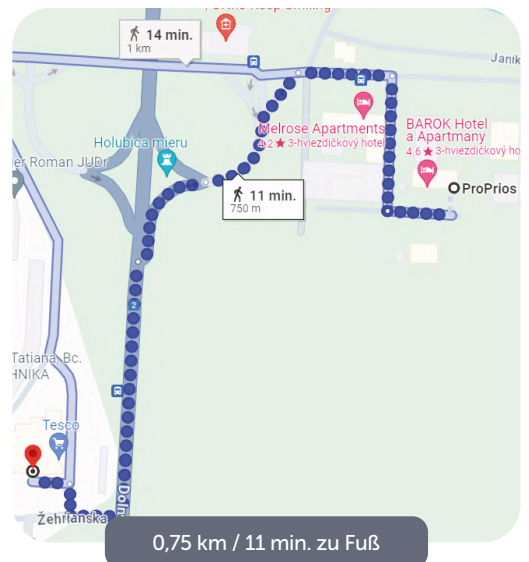 14 min.
1 km
Janík
Melrose Apartments
4.2 ★ 3-hviezdičkový hotel
BAROK Hotel
a Apartmány
4.6 ★ 3-hviezdičkový ho
Holubica mieru
er Roman JUDr
ProPrios
11 min.
750 m
2
Tatiana, Bc.
HNIKA
Tesco
Žehrianska
Doln
0,75 km / 11 min. zu Fuß